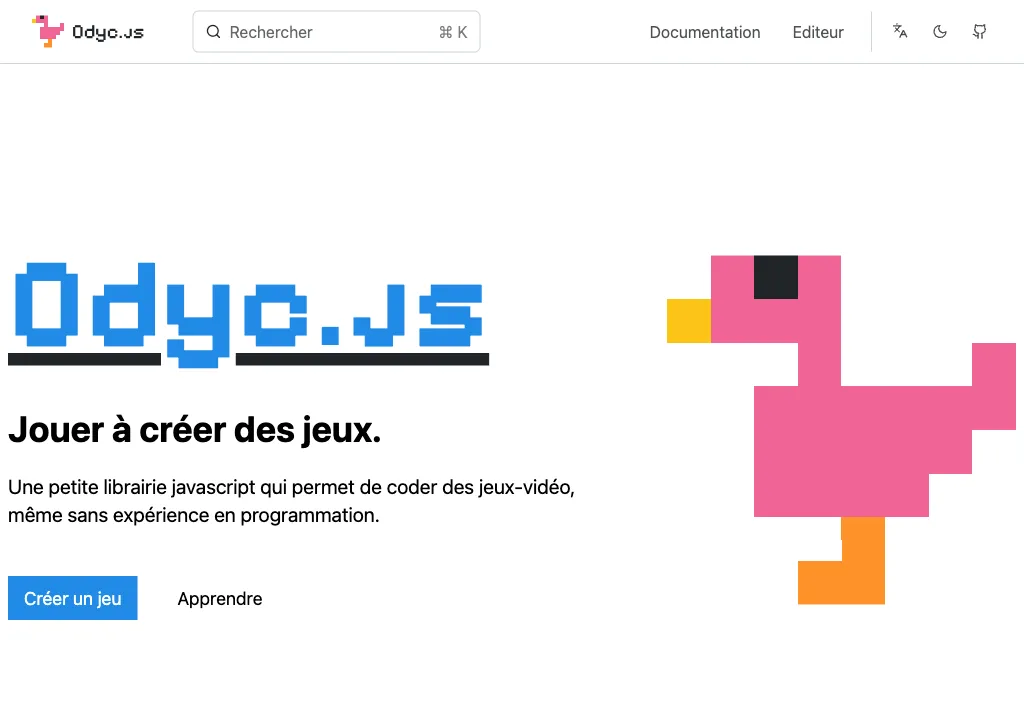 Odyc.Js
Rechercher
⌘ K
Documentation
Editeur
Odyc.Js
Jouer à créer des jeux.
Une petite librairie javascript qui permet de coder des jeux-vidéo,
même sans expérience en programmation.
Créer un jeu
Apprendre